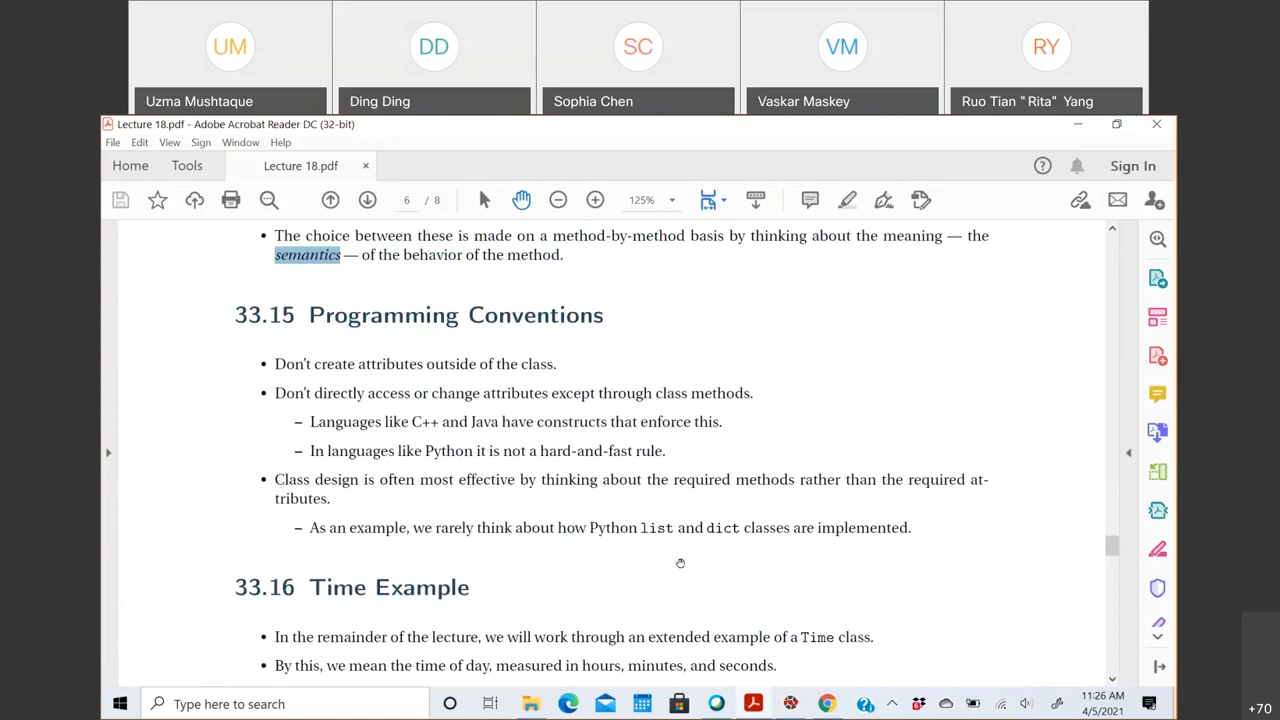 UM
DD
SC
VM
RY
Uzma Mushtaque
Ding Ding
Sophia Chen
Vaskar Maskey
Ruo Tian "Rita" Yang
Lecture 18.pdf - Adobe Acrobat Reader DC (32-bit)
File Edit View Sign Window Help
Home Tools Lecture 18.pdf × Sign In
6 / 8 125%
• The choice between these is made on a method-by-method basis by thinking about the meaning — the
semantics — of the behavior of the method.
33.15 Programming Conventions
• Don't create attributes outside of the class.
• Don't directly access or change attributes except through class methods.
– Languages like C++ and Java have constructs that enforce this.
– In languages like Python it is not a hard-and-fast rule.
• Class design is often most effective by thinking about the required methods rather than the required at-
tributes.
– As an example, we rarely think about how Python list and dict classes are implemented.
33.16 Time Example
• In the remainder of the lecture, we will work through an extended example of a Time class.
• By this, we mean the time of day, measured in hours, minutes, and seconds.
Type here to search
11:26 AM
4/5/2021
+70